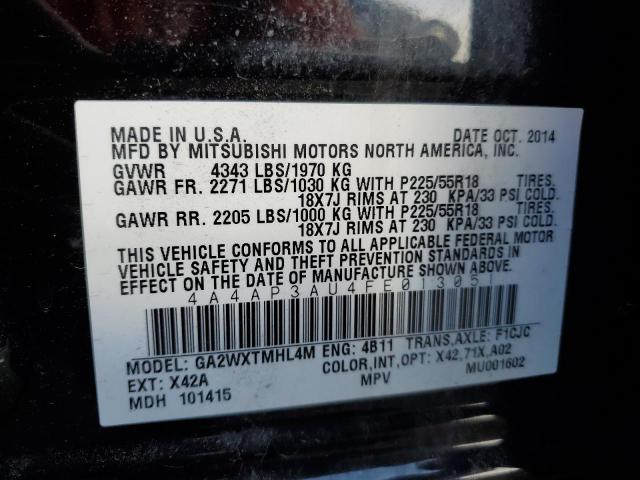 MADE IN U.S.A. DATE OCT. 2014
MFD BY MITSUBISHI MOTORS NORTH AMERICA, INC.
GVWR 4343 LBS/1970 KG
GAWR FR. 2271 LBS/1030 KG WITH P225/55R18 TIRES,
18X7J RIMS AT 230 KPA/33 PSI COLD.
GAWR RR. 2205 LBS/1000 KG WITH P225/55R18 TIRES,
18X7J RIMS AT 230 KPA/33 PSI COLD.
THIS VEHICLE CONFORMS TO ALL APPLICABLE FEDERAL MOTOR
VEHICLE SAFETY AND THEFT PREVENTION STANDARDS IN
EFFECT ON THE DATE OF MANUFACTURE SHOWN ABOVE.
4A4AP3AU4FE013051
MODEL: GA2WXTMHL4M ENG: 4B11 TRANS,AXLE: F1CJC
EXT: X42A COLOR,INT,OPT: X42,71X,A02
MDH 101415 MPV MU001602